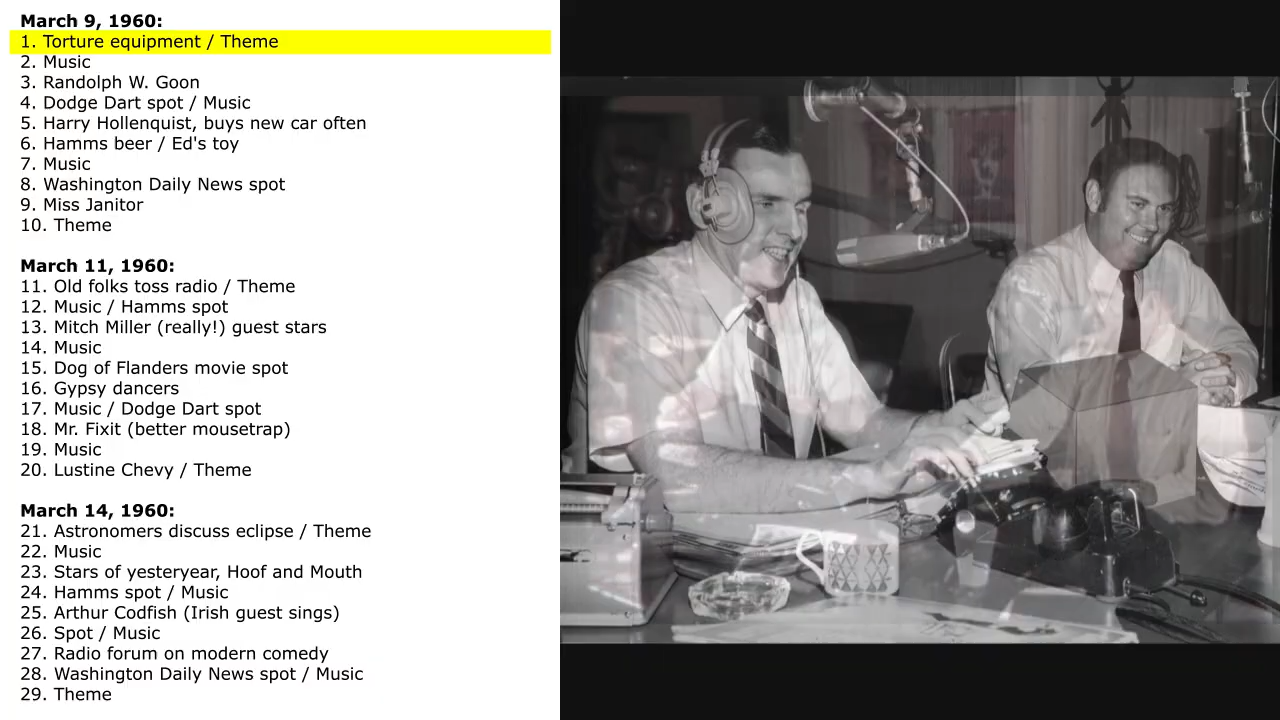 March 9, 1960:
1. Torture equipment / Theme
2. Music
3. Randolph W. Goon
4. Dodge Dart spot / Music
5. Harry Hollenquist, buys new car often
6. Hamms beer / Ed's toy
7. Music
8. Washington Daily News spot
9. Miss Janitor
10. Theme
March 11, 1960:
11. Old folks toss radio / Theme
12. Music / Hamms spot
13. Mitch Miller (really!) guest stars
14. Music
15. Dog of Flanders movie spot
16. Gypsy dancers
17. Music / Dodge Dart spot
18. Mr. Fixit (better mousetrap)
19. Music
20. Lustine Chevy / Theme
March 14, 1960:
21. Astronomers discuss eclipse / Theme
22. Music
23. Stars of yesteryear, Hoof and Mouth
24. Hamms spot / Music
25. Arthur Codfish (Irish guest sings)
26. Spot / Music
27. Radio forum on modern comedy
28. Washington Daily News spot / Music
29. Theme